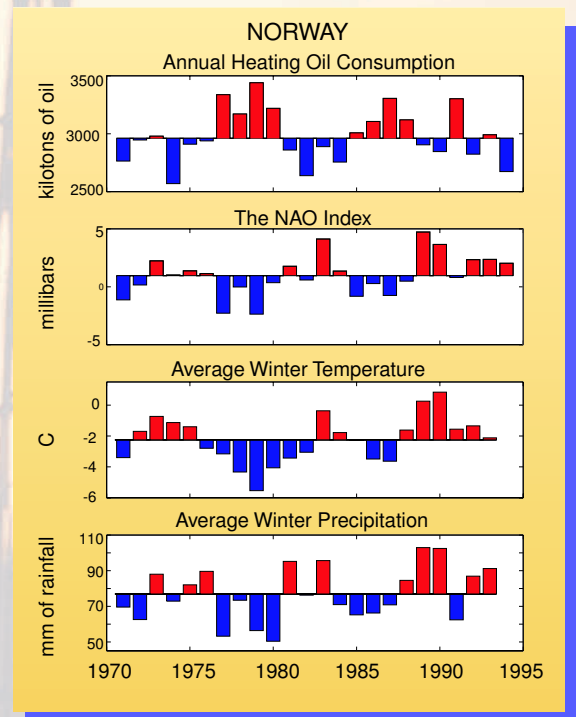 NORWAY
Annual Heating Oil Consumption
kilotons of oil
3500
3000
2500
The NAO Index
millibars
5
0
-5
Average Winter Temperature
C
0
-2
-4
-6
Average Winter Precipitation
mm of rainfall
110
90
70
50
1970 1975 1980 1985 1990 1995